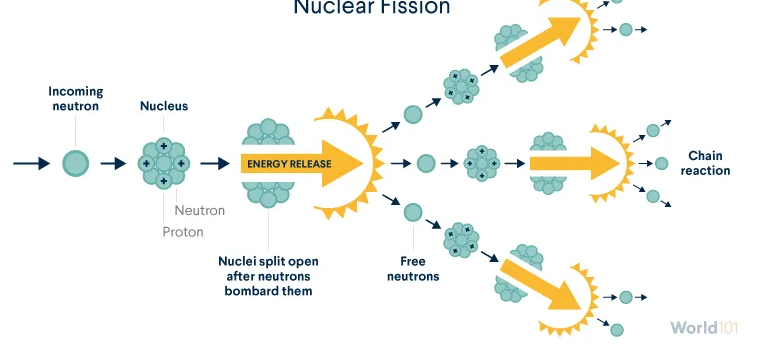 Nuclear Fission
Incoming
neutron
Nucleus
ENERGY RELEASE
Neutron
Proton
Nuclei split open
after neutrons
bombard them
Free
neutrons
Chain
reaction
World101